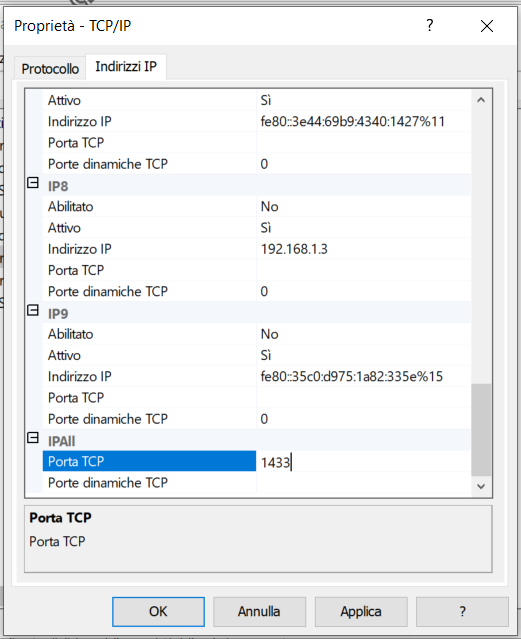 Proprietà - TCP/IP ?
Protocollo Indirizzi IP
Attivo Sì
Indirizzo IP fe80::3e44:69b9:4340:1427%11
Porta TCP
Porte dinamiche TCP 0
IP8
Abilitato No
Attivo Sì
Indirizzo IP 192.168.1.3
Porta TCP
Porte dinamiche TCP 0
IP9
Abilitato No
Attivo Sì
Indirizzo IP fe80::35c0:d975:1a82:335e%15
Porta TCP
Porte dinamiche TCP 0
IPAll
Porta TCP 1433
Porte dinamiche TCP
Porta TCP
Porta TCP
OK Annulla Applica ?